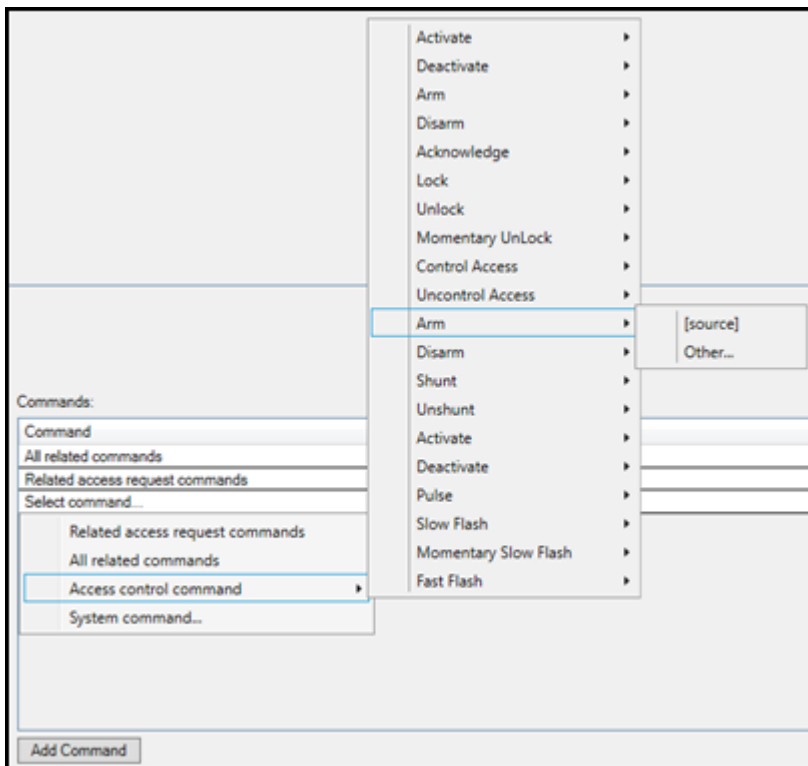 Activate
Deactivate
Arm
Disarm
Acknowledge
Lock
Unlock
Momentary UnLock
Control Access
Uncontrol Access
Arm
[source]
Disarm
Other...
Shunt
Unshunt
Activate
Deactivate
Pulse
Slow Flash
Momentary Slow Flash
Fast Flash
Commands:
Command
All related commands
Related access request commands
Select command...
Related access request commands
All related commands
Access control command
System command...
Add Command